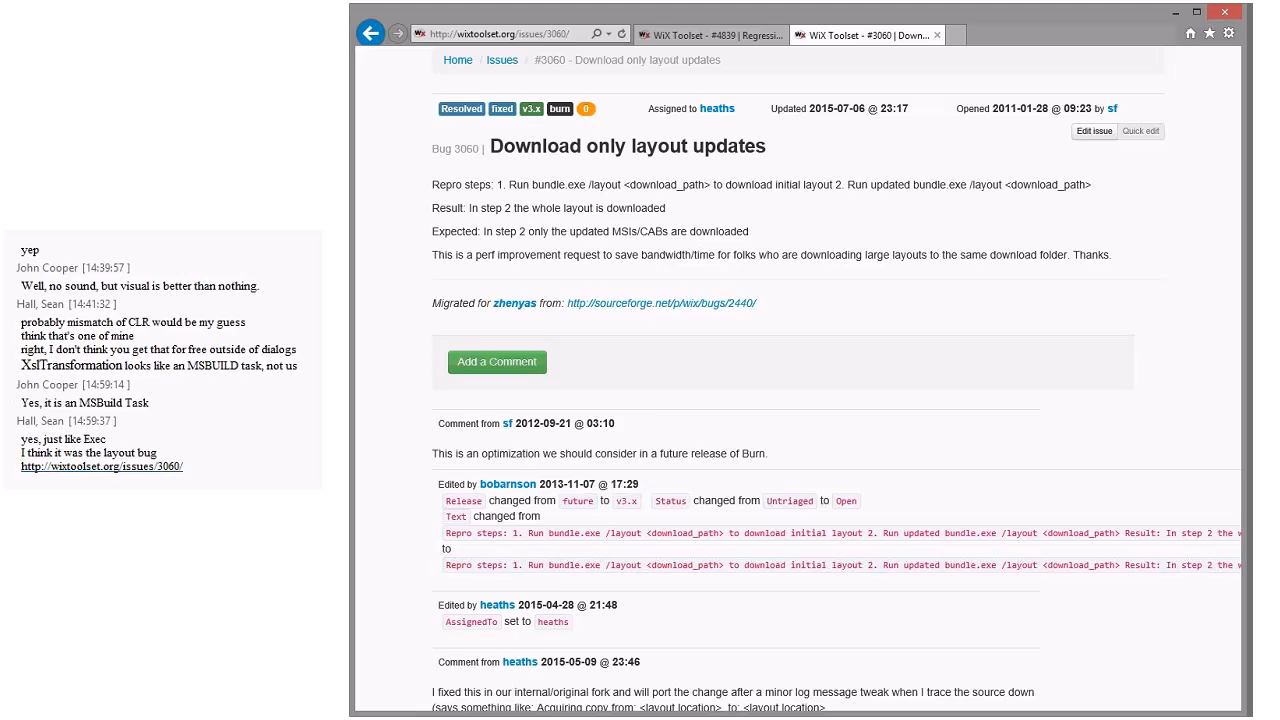 yep
John Cooper [14:39:57 ]
Well, no sound, but visual is better than nothing.
Hall, Sean [14:41:32 ]
probably mismatch of CLR would be my guess
think that's one of mine
right, I don't think you get that for free outside of dialogs
XslTransformation looks like an MSBUILD task, not us
John Cooper [14:59:14 ]
Yes, it is an MSBuild Task
Hall, Sean [14:59:37 ]
yes, just like Exec
I think it was the layout bug
http://wixtoolset.org/issues/3060/
http://wixtoolset.org/issues/3060/
WiX Toolset - #4839 | Regressi...
WiX Toolset - #3060 | Down...
Home / Issues / #3060 - Download only layout updates
Resolved fixed v3.x burn 0 Assigned to heaths Updated 2015-07-06 @ 23:17 Opened 2011-01-28 @ 09:23 by sf
Edit issue Quick edit
Bug 3060 | Download only layout updates
Repro steps: 1. Run bundle.exe /layout <download_path> to download initial layout 2. Run updated bundle.exe /layout <download_path>
Result: In step 2 the whole layout is downloaded
Expected: In step 2 only the updated MSIs/CABs are downloaded
This is a perf improvement request to save bandwidth/time for folks who are downloading large layouts to the same download folder. Thanks.
Migrated for zhenyas from: http://sourceforge.net/p/wix/bugs/2440/
Add a Comment
Comment from sf 2012-09-21 @ 03:10
This is an optimization we should consider in a future release of Burn.
Edited by bobarnson 2013-11-07 @ 17:29
Release changed from future to v3.x Status changed from Untriaged to Open
Text changed from
Repro steps: 1. Run bundle.exe /layout <download_path> to download initial layout 2. Run updated bundle.exe /layout <download_path> Result: In step 2 the w
to
Repro steps: 1. Run bundle.exe /layout <download_path> to download initial layout 2. Run updated bundle.exe /layout <download_path> Result: In step 2 the w
Edited by heaths 2015-04-28 @ 21:48
AssignedTo set to heaths
Comment from heaths 2015-05-09 @ 23:46
I fixed this in our internal/original fork and will port the change after a minor log message tweak when I trace the source down
(says something like: Acquiring copy from: <layout location>, to: <layout location>